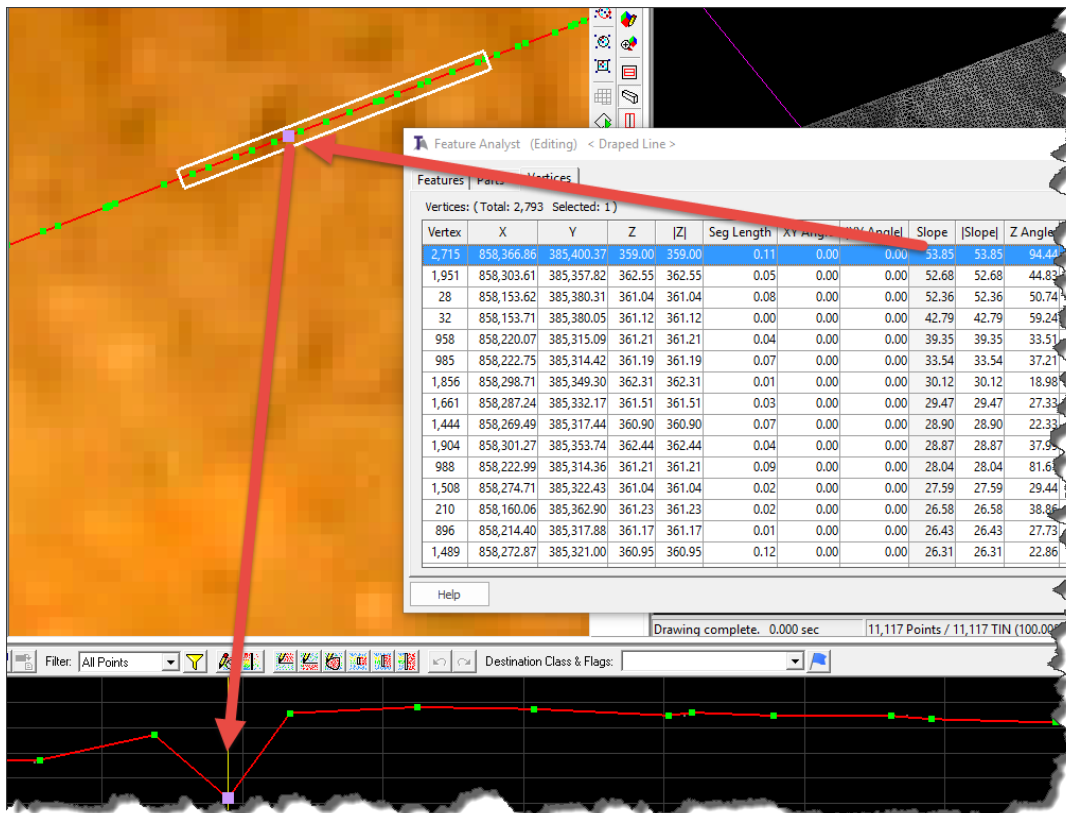 Feature Analyst (Editing) < Draped Line >
Features Parts Vertices
Vertices: ( Total: 2,793 Selected: 1 )
Vertex X Y Z |Z| Seg Length XY Angle |XY Angle| Slope |Slope| Z Angle
2,715 858,366.86 385,400.37 359.00 359.00 0.11 0.00 0.00 53.85 53.85 94.44
1,951 858,303.61 385,357.82 362.55 362.55 0.05 0.00 0.00 52.68 52.68 44.83
28 858,153.62 385,380.31 361.04 361.04 0.08 0.00 0.00 52.36 52.36 50.74
32 858,153.71 385,380.05 361.12 361.12 0.00 0.00 0.00 42.79 42.79 59.24
958 858,220.07 385,315.09 361.21 361.21 0.04 0.00 0.00 39.35 39.35 33.51
985 858,222.75 385,314.42 361.19 361.19 0.07 0.00 0.00 33.54 33.54 37.21
1,856 858,298.71 385,349.30 362.31 362.31 0.01 0.00 0.00 30.12 30.12 18.98
1,661 858,287.24 385,332.17 361.51 361.51 0.03 0.00 0.00 29.47 29.47 27.33
1,444 858,269.49 385,317.44 360.90 360.90 0.07 0.00 0.00 28.90 28.90 22.33
1,904 858,301.27 385,353.74 362.44 362.44 0.04 0.00 0.00 28.87 28.87
988 858,222.99 385,314.36 361.21 361.21 0.09 0.00 0.00 28.04 28.04
1,508 858,274.71 385,322.43 361.04 361.04 0.02 0.00 0.00 27.59 27.59 29.44
210 858,160.06 385,362.90 361.23 361.23 0.02 0.00 0.00 26.58 26.58 38.86
896 858,214.40 385,317.88 361.17 361.17 0.01 0.00 0.00 26.43 26.43 27.73
1,489 858,272.87 385,321.00 360.95 360.95 0.12 0.00 0.00 26.31 26.31 22.86
Help
Drawing complete. 0.000 sec 11,117 Points / 11,117 TIN (100.00
Filter: All Points Destination Class & Flags: